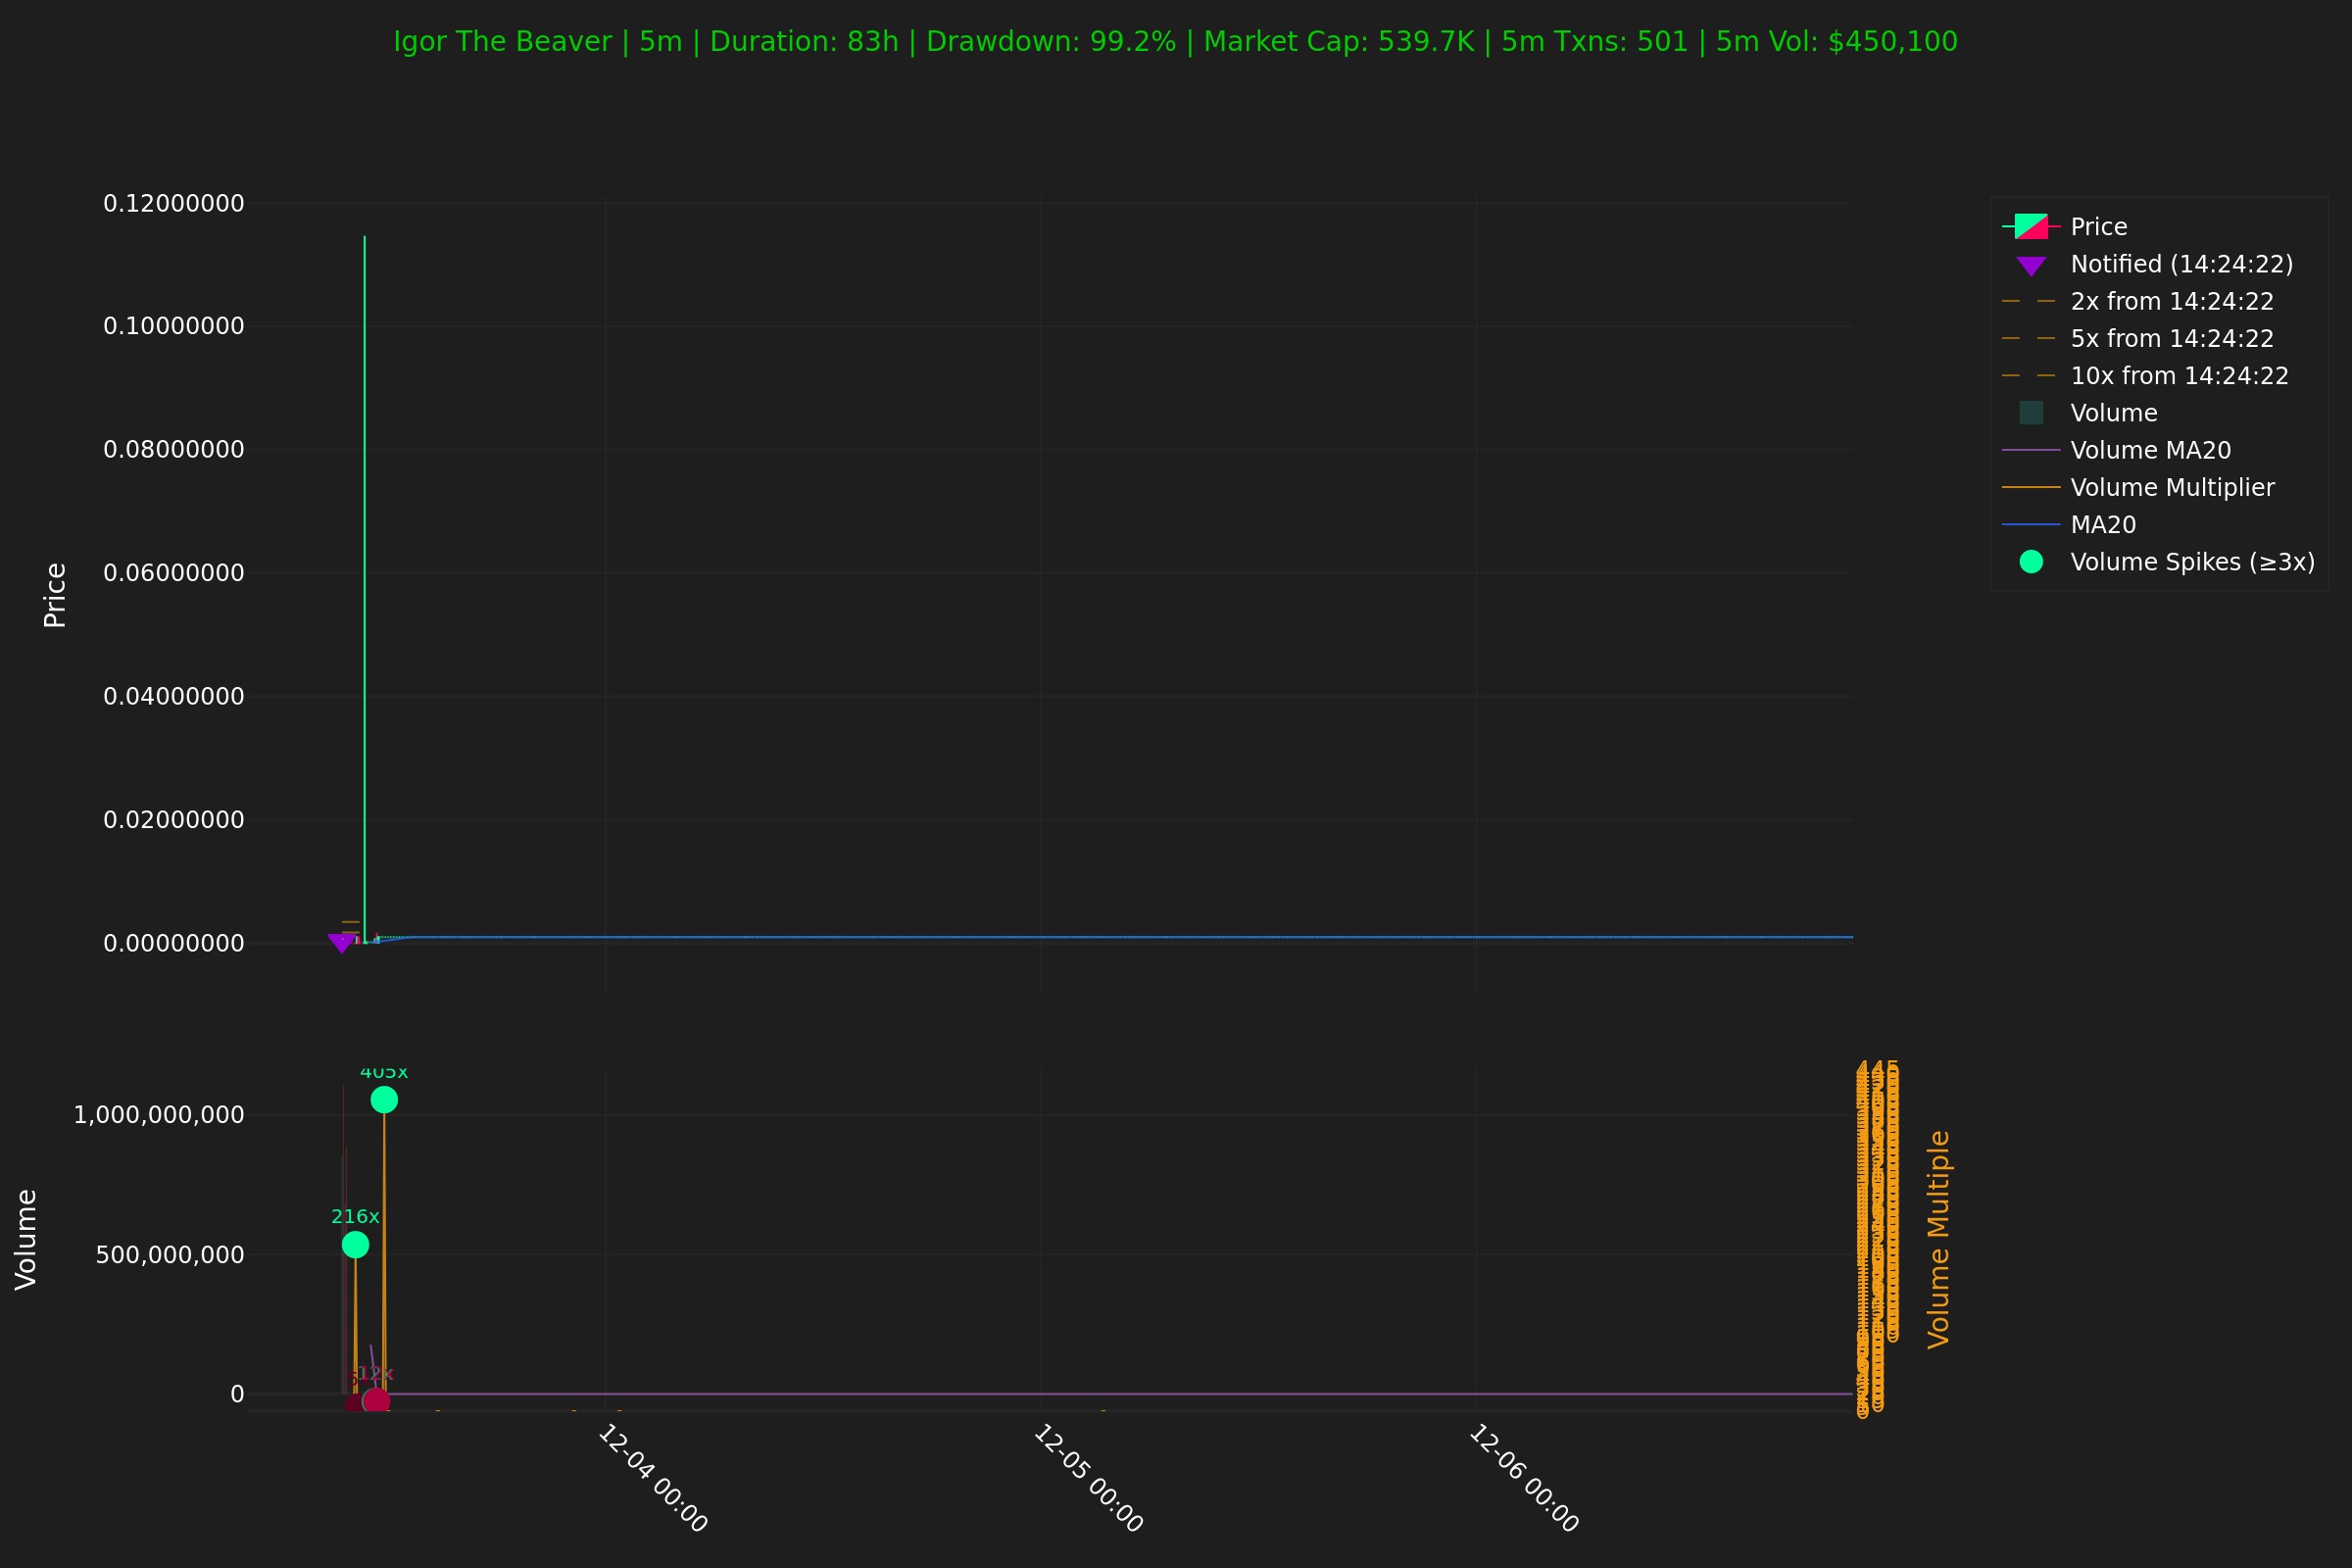 Igor The Beaver | 5m | Duration: 83h | Drawdown: 99.2% | Market Cap: 539.7K | 5m Txns: 501 | 5m Vol: $450,100
0.12000000
0.10000000
0.08000000
0.06000000
0.04000000
0.02000000
0.00000000
Price
Price
Notified (14:24:22)
2x from 14:24:22
5x from 14:24:22
10x from 14:24:22
Volume
Volume MA20
Volume Multiplier
MA20
Volume Spikes (≥3x)
405x
216x
12x
1,000,000,000
500,000,000
0
Volume
Volume Multiple
12-04 00:00
12-05 00:00
12-06 00:00